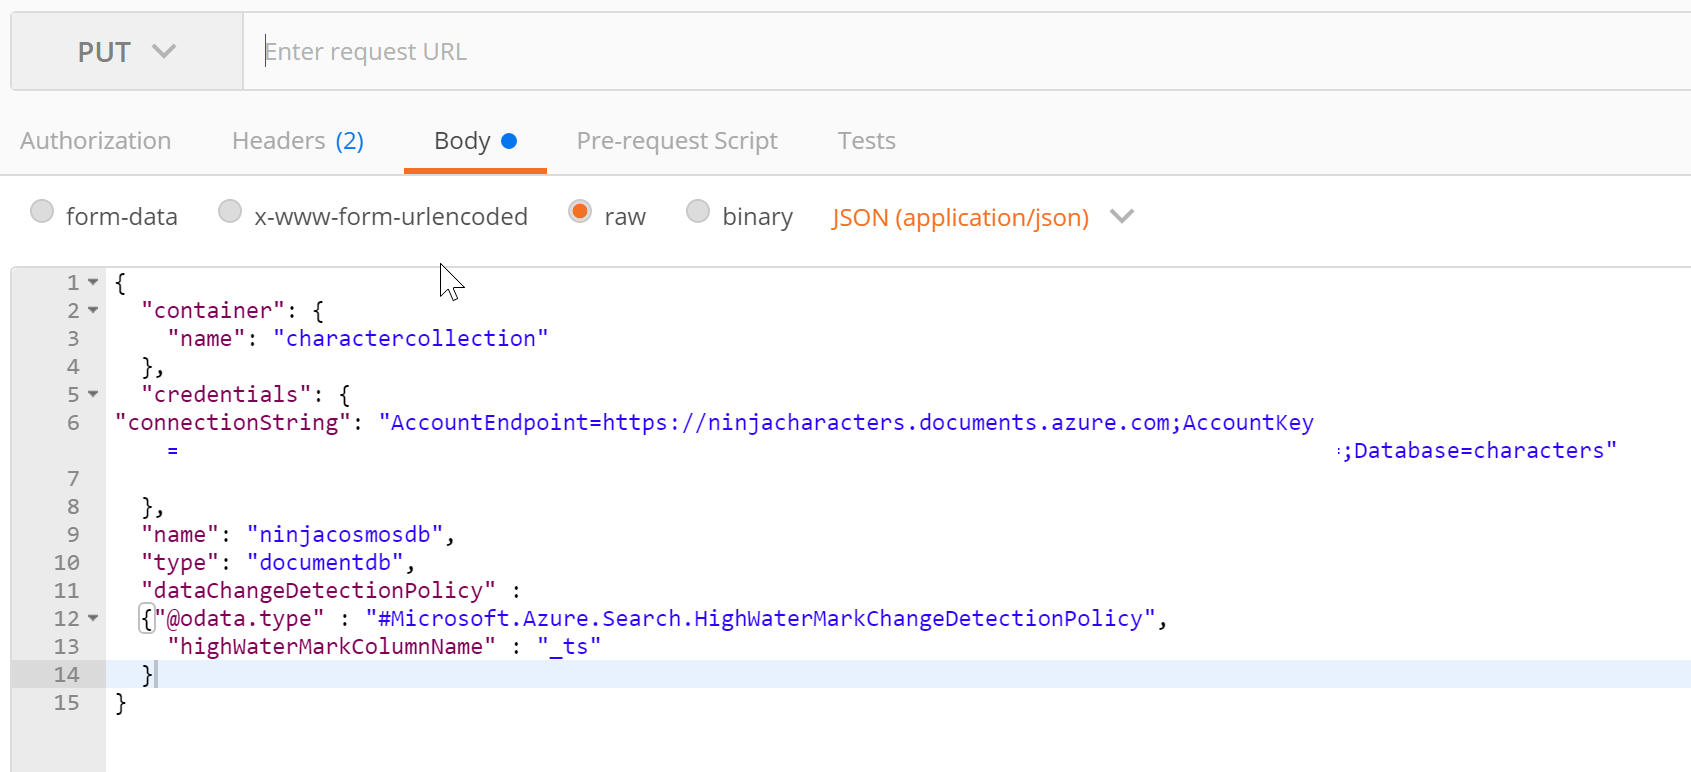 PUT Enter request URL
Authorization Headers (2) Body Pre-request Script Tests
form-data x-www-form-urlencoded raw binary JSON (application/json)
1 {
2 "container": {
3 "name": "charactercollection"
4 },
5 "credentials": {
6 "connectionString": "AccountEndpoint=https://ninjacharacters.documents.azure.com;AccountKey
= =;Database=characters"
7
8 },
9 "name": "ninjacosmosdb",
10 "type": "documentdb",
11 "dataChangeDetectionPolicy" :
12 {"@odata.type" : "#Microsoft.Azure.Search.HighWaterMarkChangeDetectionPolicy",
13 "highWaterMarkColumnName" : "_ts"
14 }
15 }